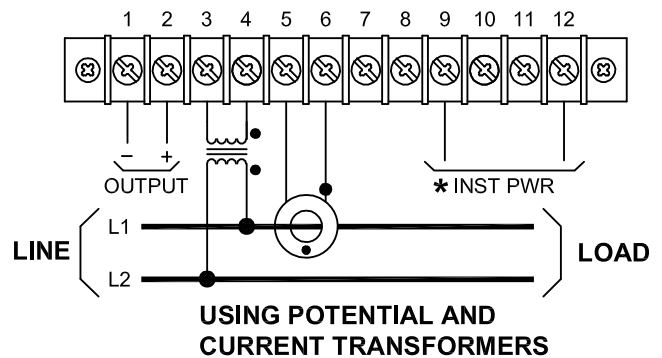 1 2 3 4 5 6 7 8 9 10 11 12
− +
OUTPUT
* INST PWR
L1
LINE
LOAD
L2
USING POTENTIAL AND
CURRENT TRANSFORMERS